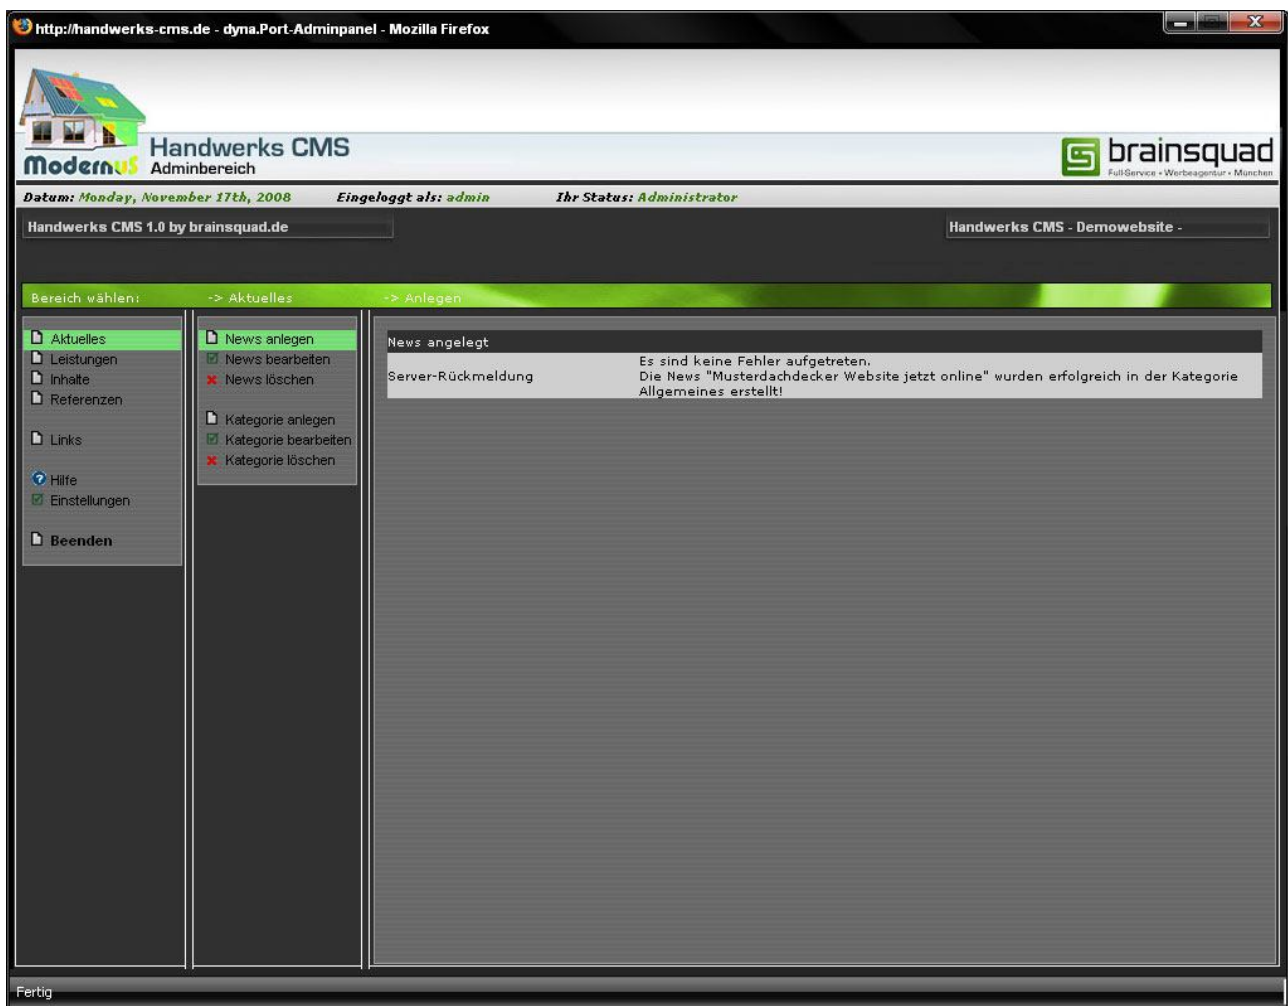 http://handwerks-cms.de - dyna.Port-Adminpanel - Mozilla Firefox
Modernus
Handwerks CMS
Adminbereich
brainsquad
Full-Service • Werbeagentur • München
Datum: Monday, November 17th, 2008 Eingeloggt als: admin Ihr Status: Administrator
Handwerks CMS 1.0 by brainsquad.de
Handwerks CMS - Demowebsite -
Bereich wählen: -> Aktuelles -> Anlegen
Aktuelles
Leistungen
Inhalte
Referenzen
Links
Hilfe
Einstellungen
Beenden
News anlegen
News bearbeiten
News löschen
Kategorie anlegen
Kategorie bearbeiten
Kategorie löschen
News angelegt
Server-Rückmeldung
Es sind keine Fehler aufgetreten.
Die News "Musterdachdecker Website jetzt online" wurden erfolgreich in der Kategorie
Allgemeines erstellt!
Fertig